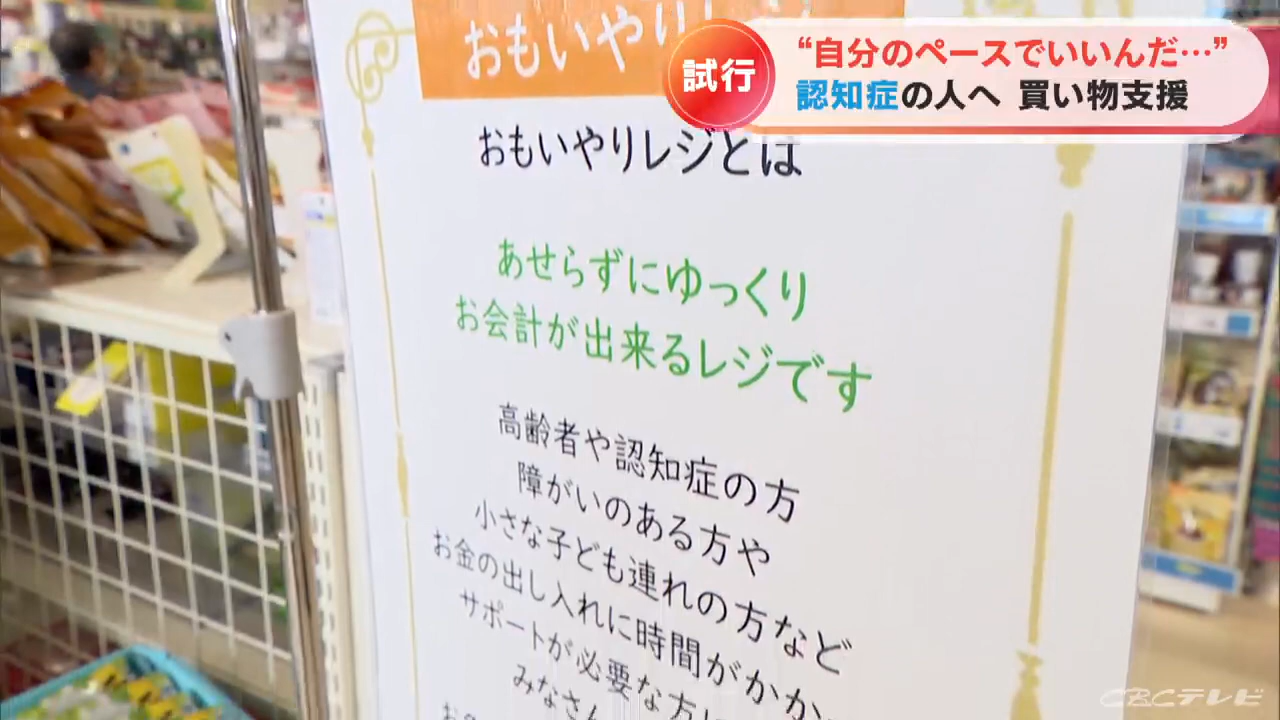 試行
“自分のペースでいいんだ…”
認知症の人へ 買い物支援
おもいやりレジ
おもいやりレジとは
あせらずにゆっくり
お会計が出来るレジです
高齢者や認知症の方
障がいのある方や
小さな子ども連れの方など
お金の出し入れに時間がかか
サポートが必要な方に
みなさん
CBCテレビ